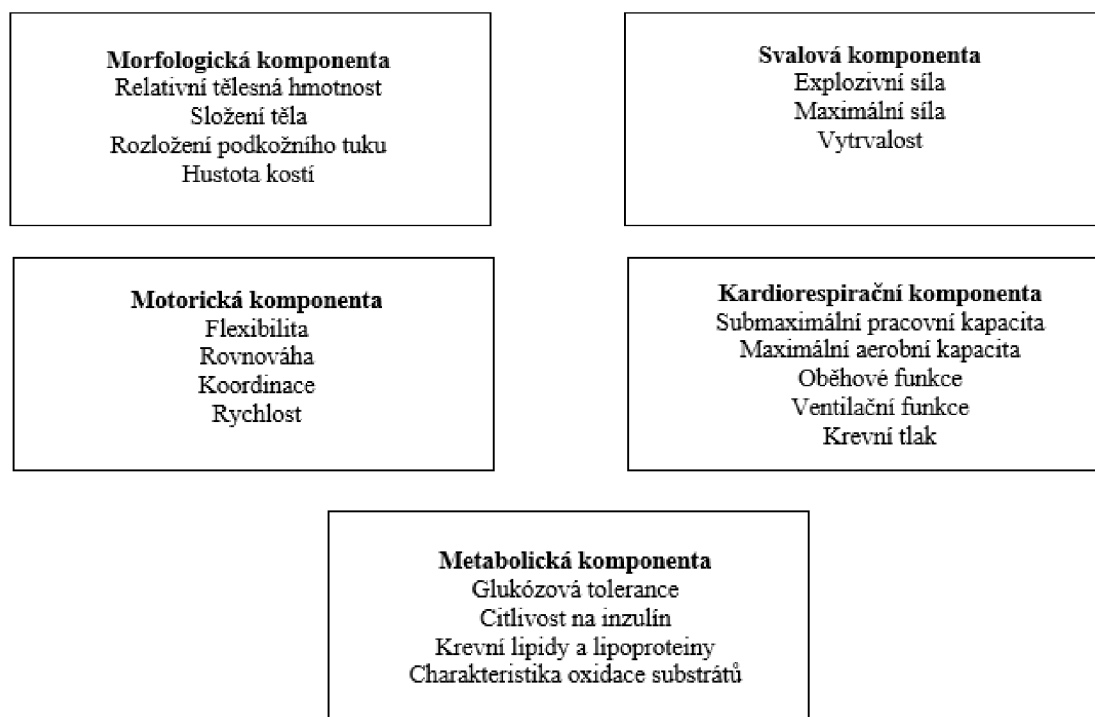 Morfologická komponenta
Relativní tělesná hmotnost
Složení těla
Rozložení podkožního tuku
Hustota kostí
Svalová komponenta
Explozivní síla
Maximální síla
Vytrvalost
Motorická komponenta
Flexibilita
Rovnováha
Koordinace
Rychlost
Kardiorespirační komponenta
Submaximální pracovní kapacita
Maximální aerobní kapacita
Oběhové funkce
Ventilační funkce
Krevní tlak
Metabolická komponenta
Glukózová tolerance
Citlivost na inzulín
Krevní lipidy a lipoproteiny
Charakteristika oxidace substrátů